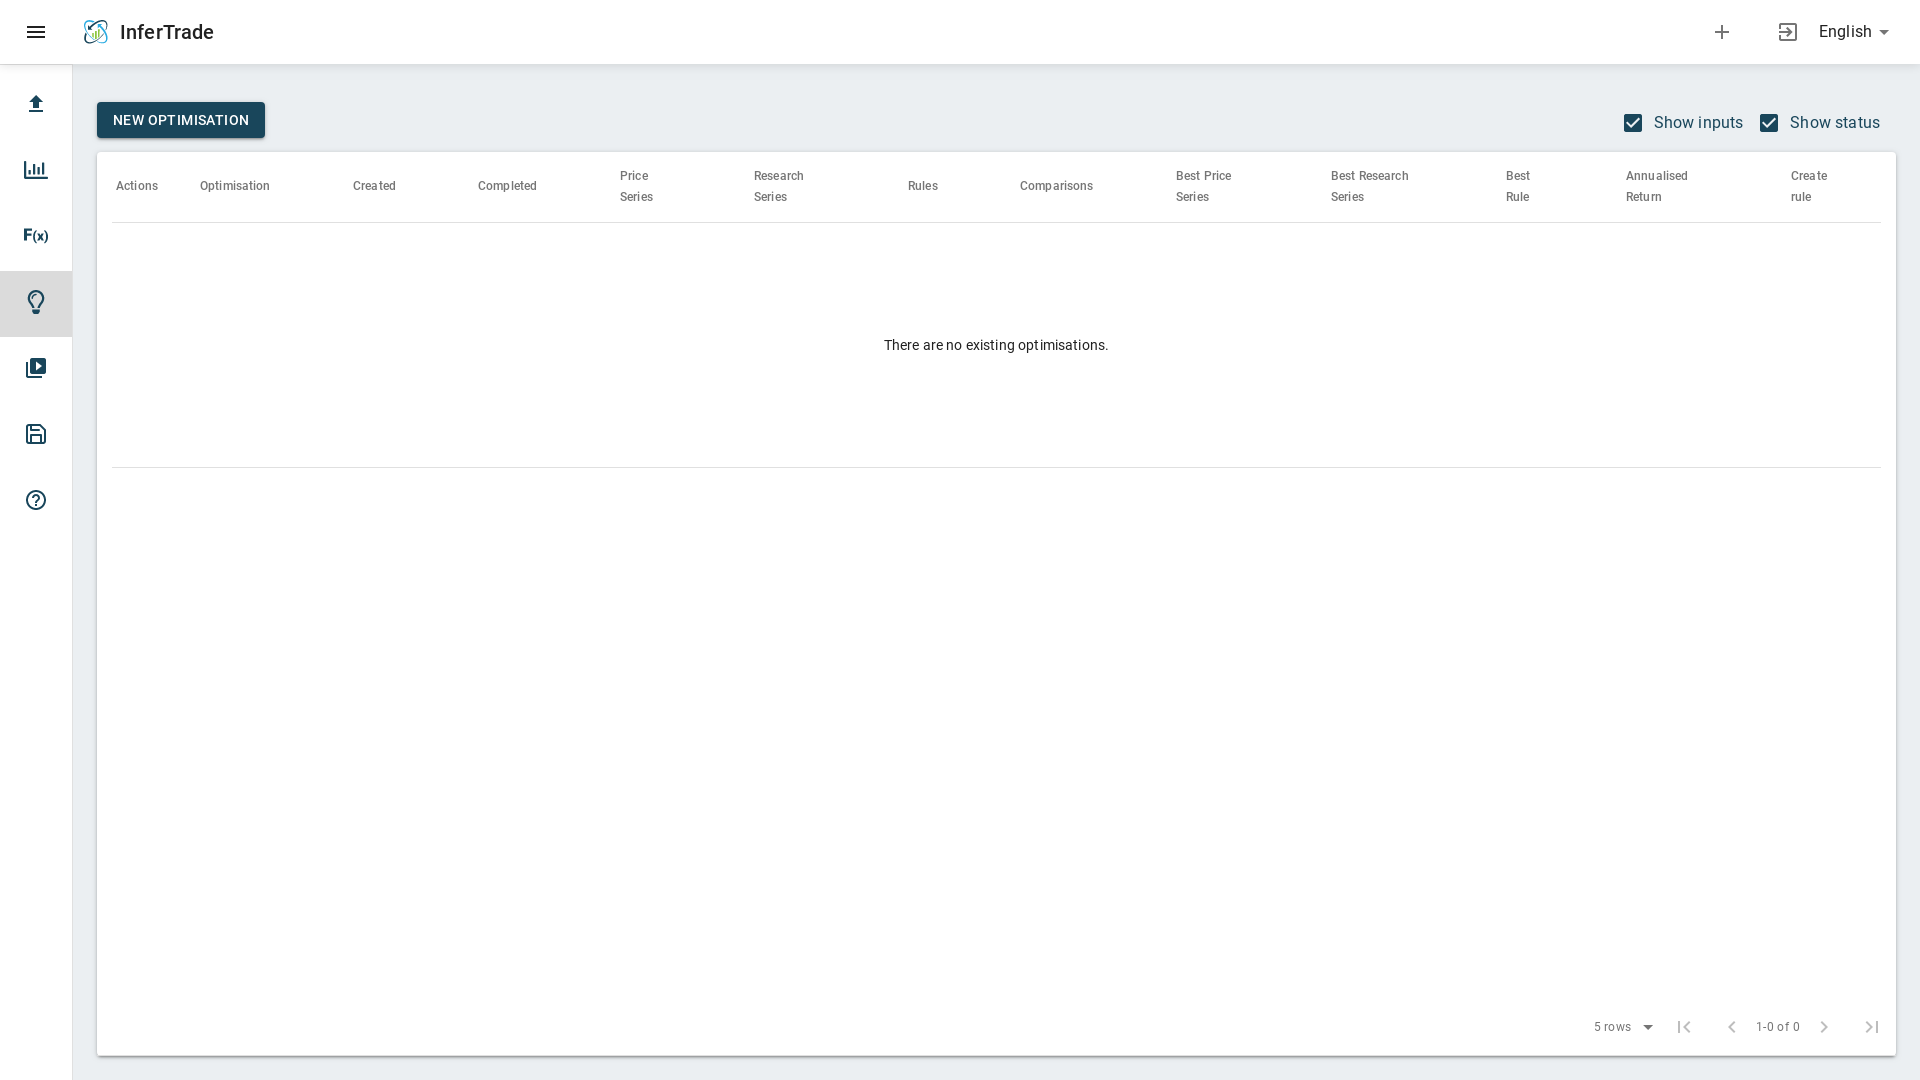 InferTrade
English
NEW OPTIMISATION
Show inputs
Show status
Actions
Optimisation
Created
Completed
Price
Series
Research
Series
Rules
Comparisons
Best Price
Series
Best Research
Series
Best
Rule
Annualised
Return
Create
rule
F(x)
There are no existing optimisations.
5 rows
1-0 of 0